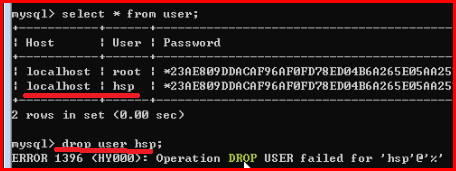 mysql> select * from user;
| Host | User | Password
| localhost | root | *23AE809DDACAF96AF0FD78ED04B6A265E05AA25
| localhost | hsp | *23AE809DDACAF96AF0FD78ED04B6A265E05AA25
2 rows in set (0.00 sec)
mysql> drop user hsp;
ERROR 1396 (HY000): Operation DROP USER failed for 'hsp'@'%'